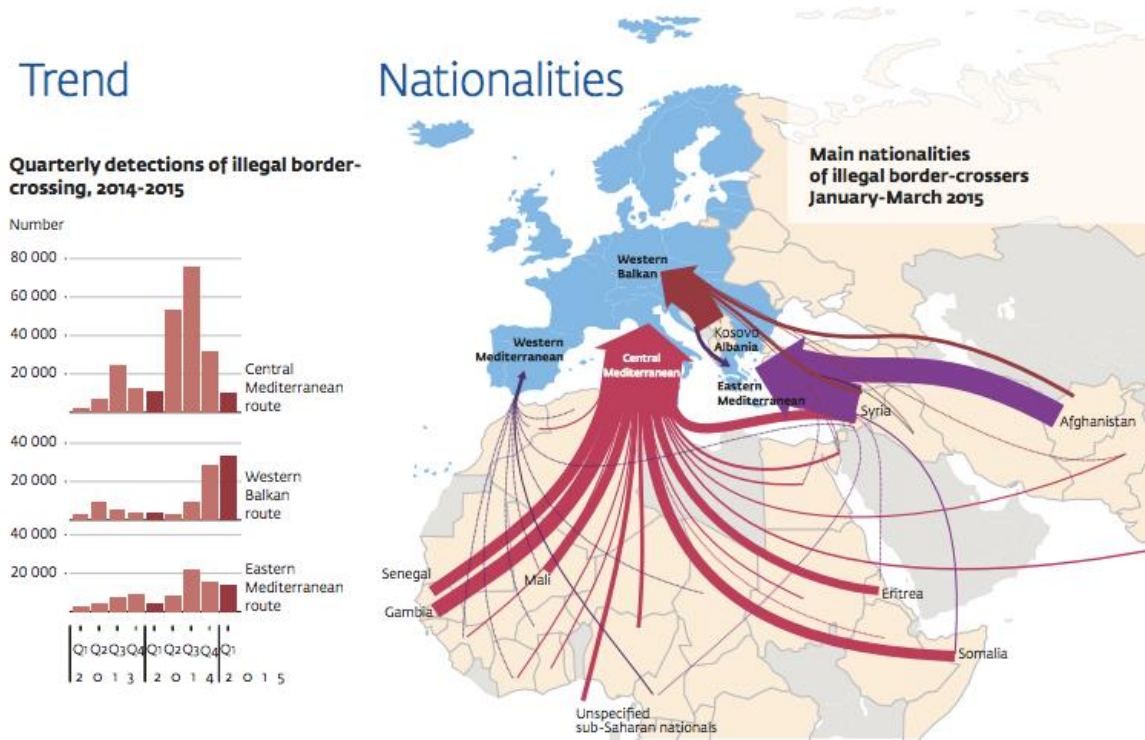 Trend
Quarterly detections of illegal border-
crossing, 2014-2015
Number
80 000
60 000
40 000
20 000
Central
Mediterranean
route
40 000
20 000
Western
Balkan
route
40 000
20 000
Eastern
Mediterranean
route
Q1 Q2 Q3 Q4 Q1 Q2 Q3 Q4 Q1
2 0 1 3 2 0 1 4 2 0 1 5
Nationalities
Main nationalities
of illegal border-crossers
January-March 2015
Western
Balkan
Western
Mediterranean
Kosovo
Albania
Central
Mediterranean
Eastern
Mediterranean
Syria
Afghanistan
Senegal
Mali
Gambia
Eritrea
Somalia
Unspecified
sub-Saharan nationals